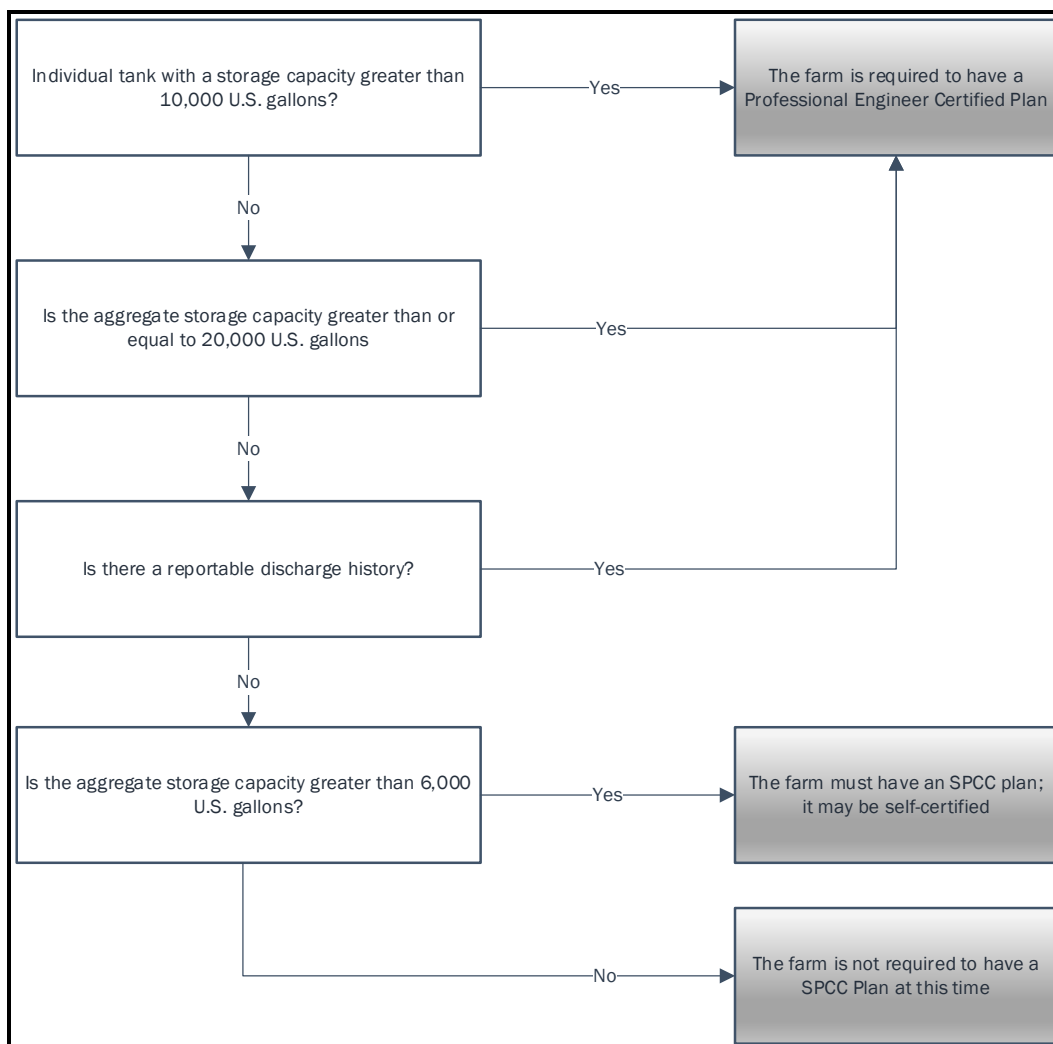 Individual tank with a storage capacity greater than
10,000 U.S. gallons?
Yes
The farm is required to have a
Professional Engineer Certified Plan
No
Is the aggregate storage capacity greater than or
equal to 20,000 U.S. gallons
Yes
No
Is there a reportable discharge history?
Yes
No
Is the aggregate storage capacity greater than 6,000
U.S. gallons?
Yes
The farm must have an SPCC plan;
it may be self-certified
No
The farm is not required to have a
SPCC Plan at this time